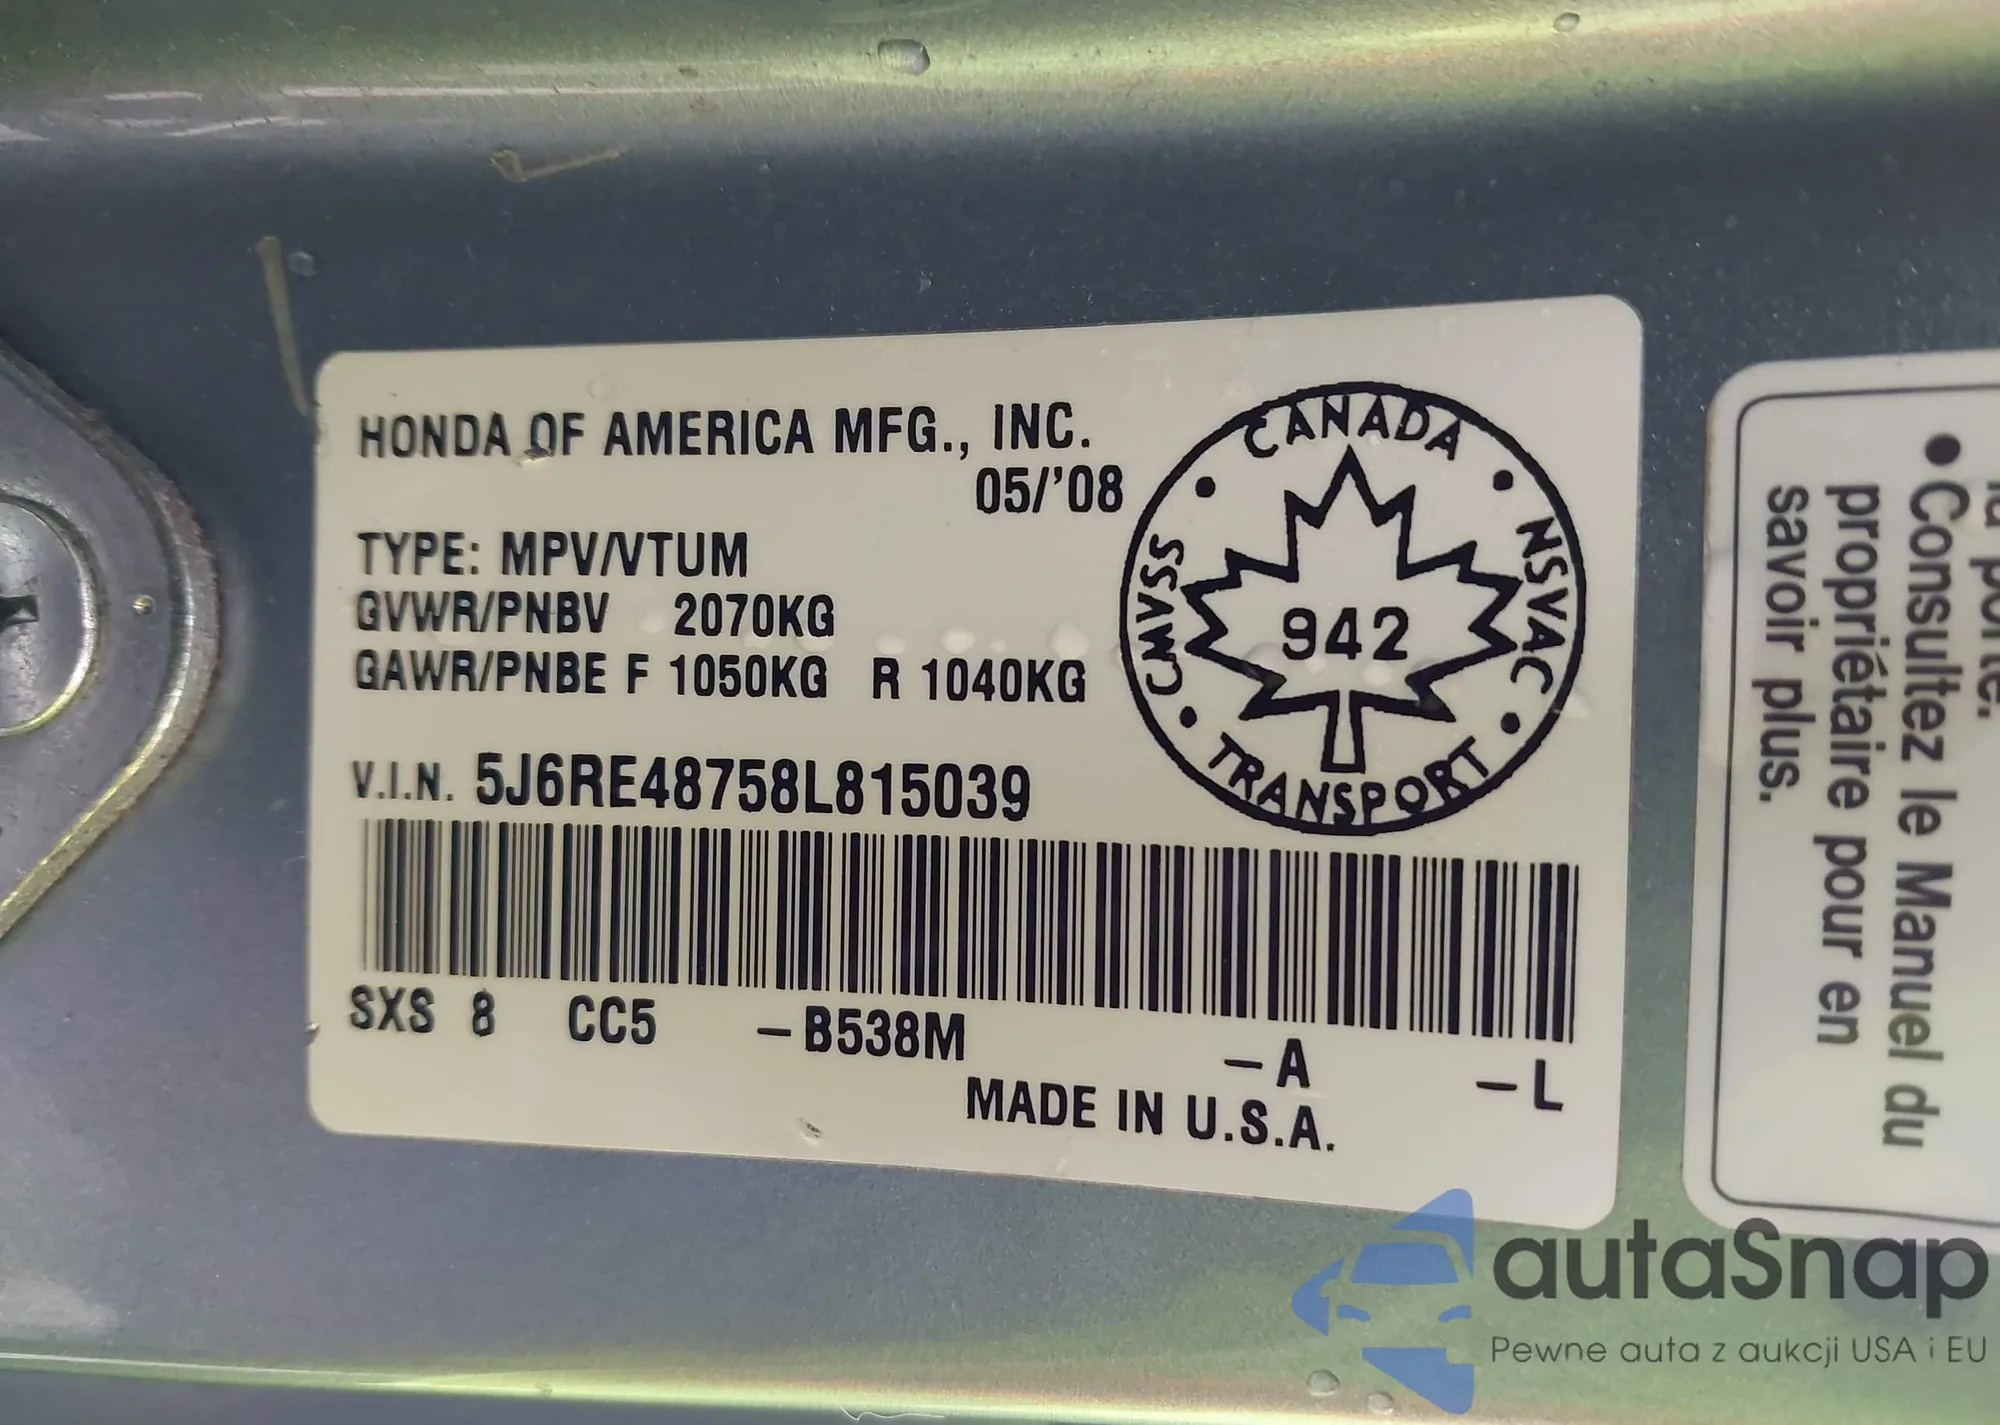 HONDA OF AMERICA MFG., INC.
05/'08
TYPE: MPV/VTUM
GVWR/PNBV 2070KG
GAWR/PNBE F 1050KG R 1040KG
V.I.N. 5J6RE48758L815039
SXS 8 CC5 -B538M -A -L
MADE IN U.S.A.
CANADA
NSVAC
TRANSPORT
CMVSS
942
la porte.
•Consultez le Manuel du
propriétaire pour en
savoir plus.
autaSnap
Pewne auta z aukcji USA i EU